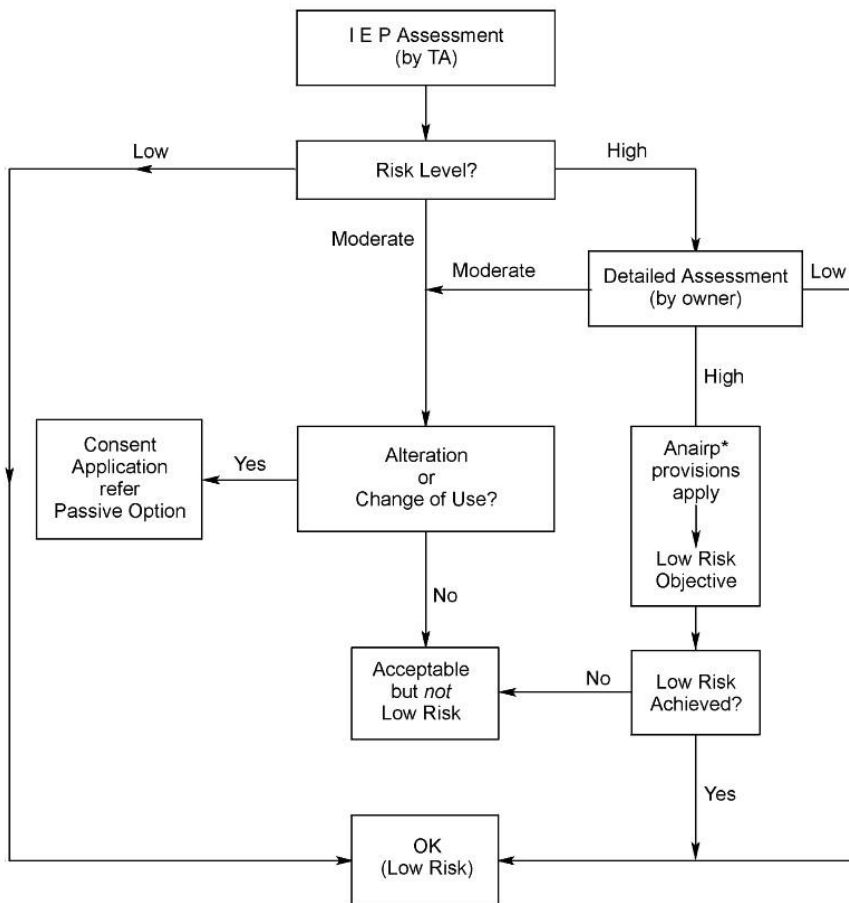 I E P Assessment
(by TA)
Low
Risk Level?
High
Moderate
Moderate
Detailed Assessment
(by owner)
Low
High
Consent
Application
refer
Passive Option
Yes
Alteration
or
Change of Use?
Anairp*
provisions
apply
Low Risk
Objective
No
Acceptable
but not
Low Risk
No
Low Risk
Achieved?
Yes
OK
(Low Risk)